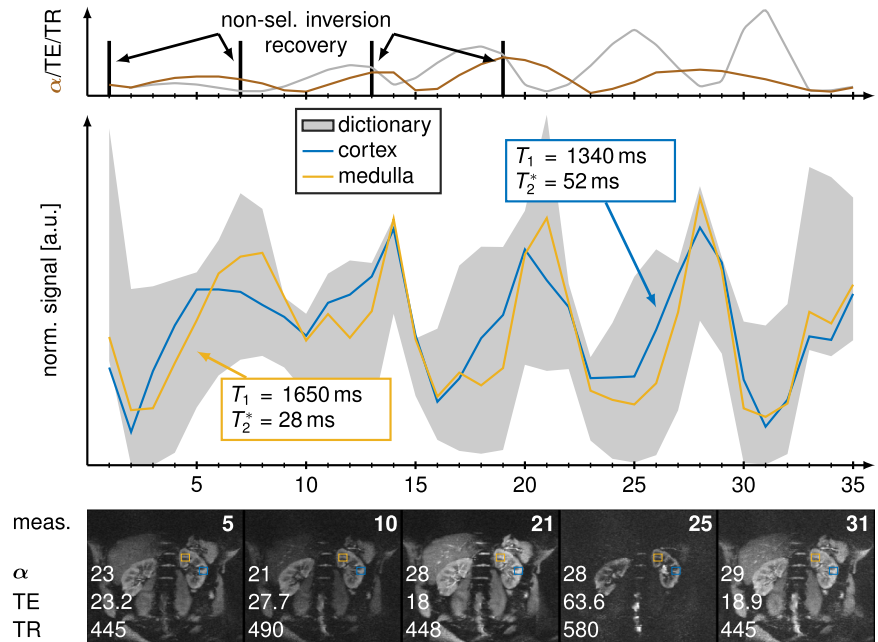 non-sel. inversion
recovery
α/TE/TR
dictionary
cortex
medulla
T₁ = 1340 ms
T₂* = 52 ms
norm. signal [a.u.]
T₁ = 1650 ms
T₂* = 28 ms
5 10 15 20 25 30 35
meas. 5 10 21 25 31
α 23 21 28 28 29
TE 23.2 27.7 18 63.6 18.9
TR 445 490 448 580 445